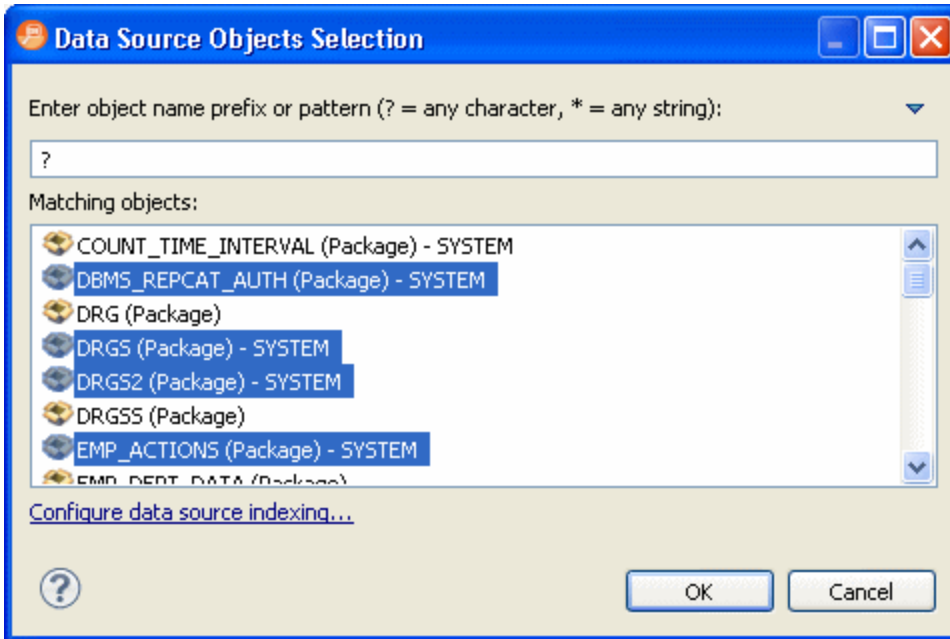 Data Source Objects Selection
Enter object name prefix or pattern (? = any character, * = any string):
?
Matching objects:
COUNT_TIME_INTERVAL (Package) - SYSTEM
DBMS_REPCAT_AUTH (Package) - SYSTEM
DRG (Package)
DRGS (Package) - SYSTEM
DRGS2 (Package) - SYSTEM
DRGSS (Package)
EMP_ACTIONS (Package) - SYSTEM
EMP_DEPT_DATA (Package)
Configure data source indexing...
?
OK
Cancel